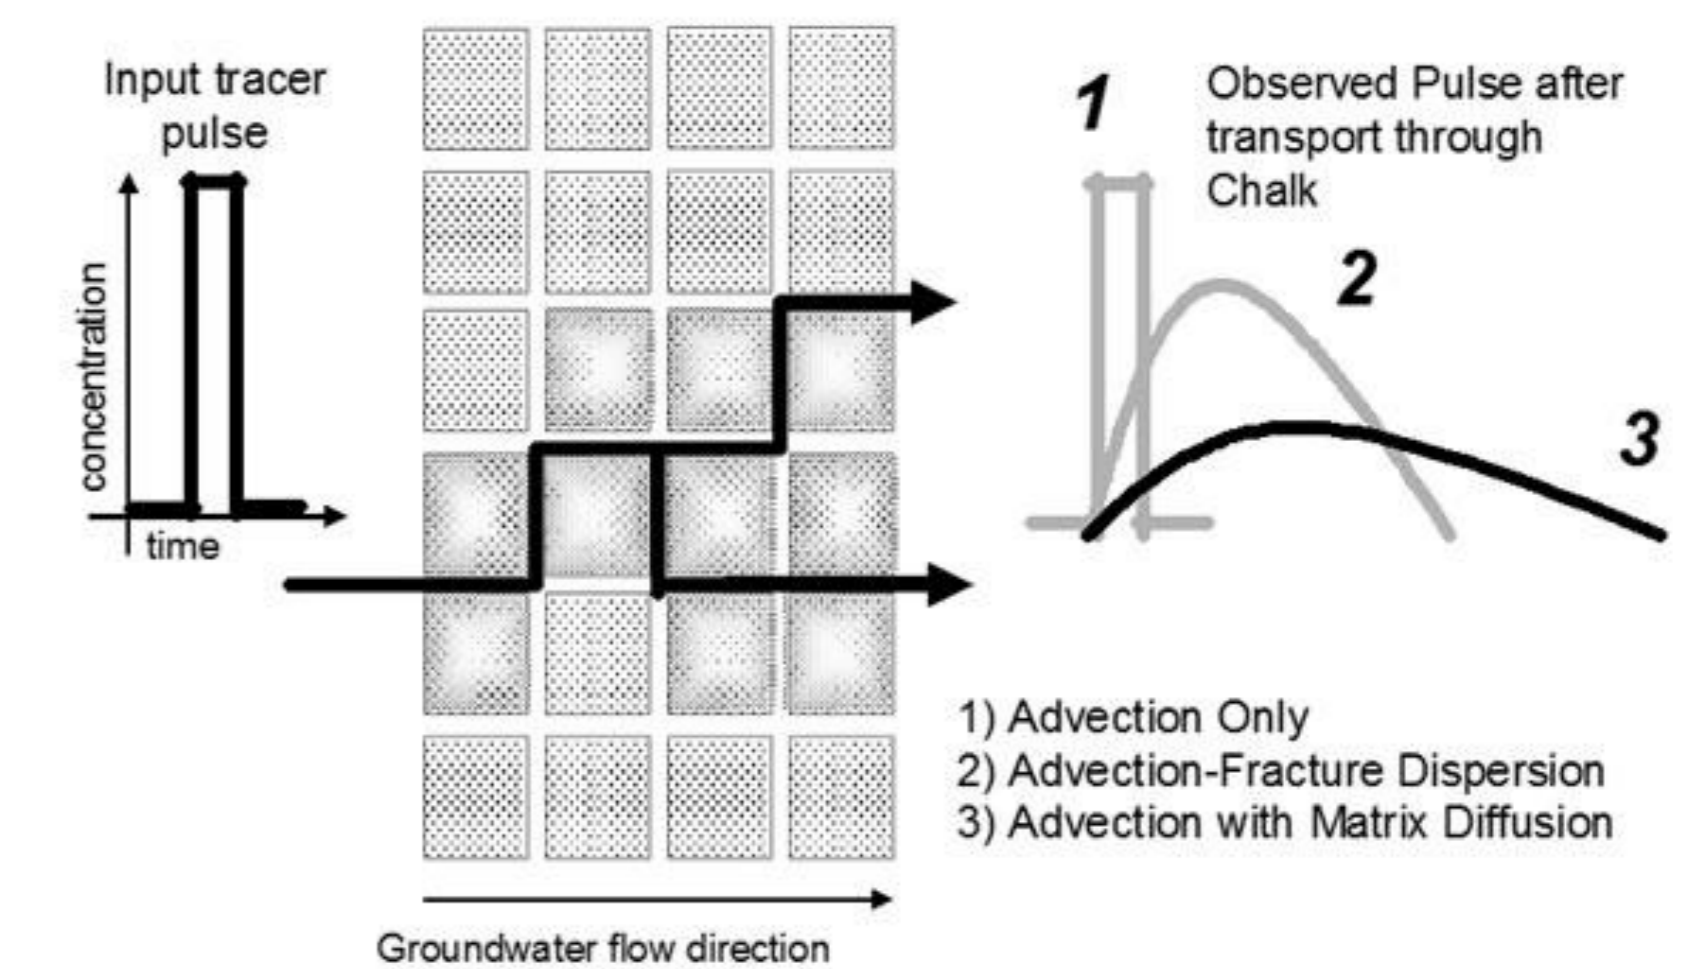 Input tracer
pulse
concentration
time
Groundwater flow direction
1
Observed Pulse after
transport through
Chalk
2
3
1) Advection Only
2) Advection-Fracture Dispersion
3) Advection with Matrix Diffusion